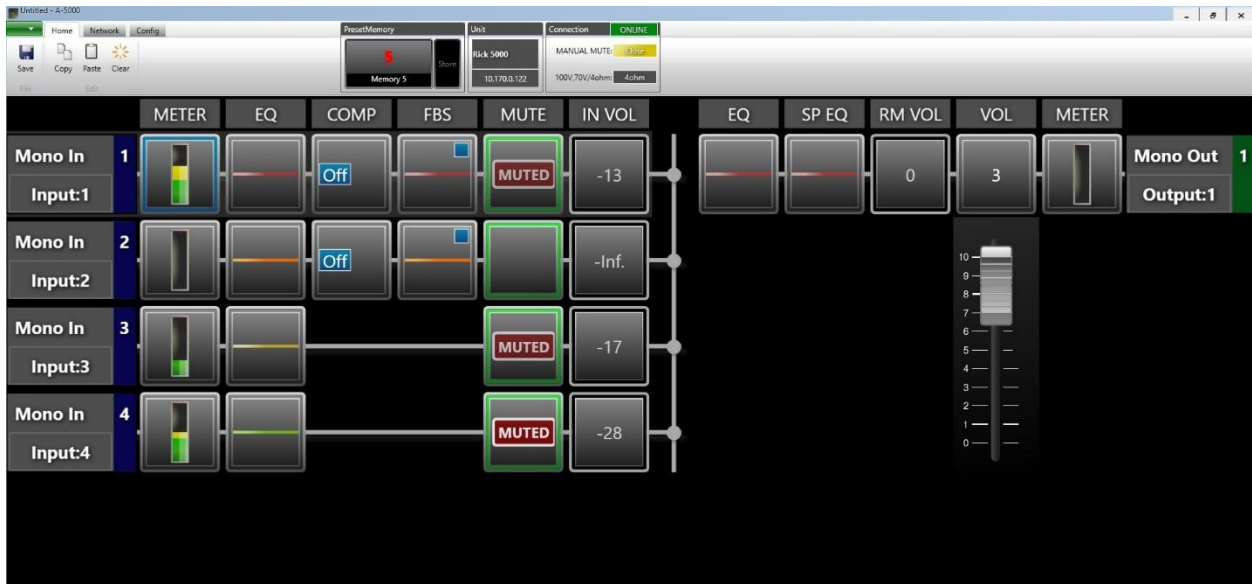 Untitled - A-5000
Home Network Config
Save Copy Paste Clear
File Edit
PresetMemory
5
Memory 5
Store
Unit
Rick 5000
10.170.0.122
Connection ONLINE
MANUAL MUTE: Close
100V,70V/4ohm: 4ohm
METER EQ COMP FBS MUTE IN VOL EQ SP EQ RM VOL VOL METER
Mono In 1
Input:1
Off
MUTED
-13
0
3
Mono Out 1
Output:1
Mono In 2
Input:2
Off
-Inf.
Mono In 3
Input:3
MUTED
-17
Mono In 4
Input:4
MUTED
-28
10
9
8
7
6
5
4
3
2
1
0